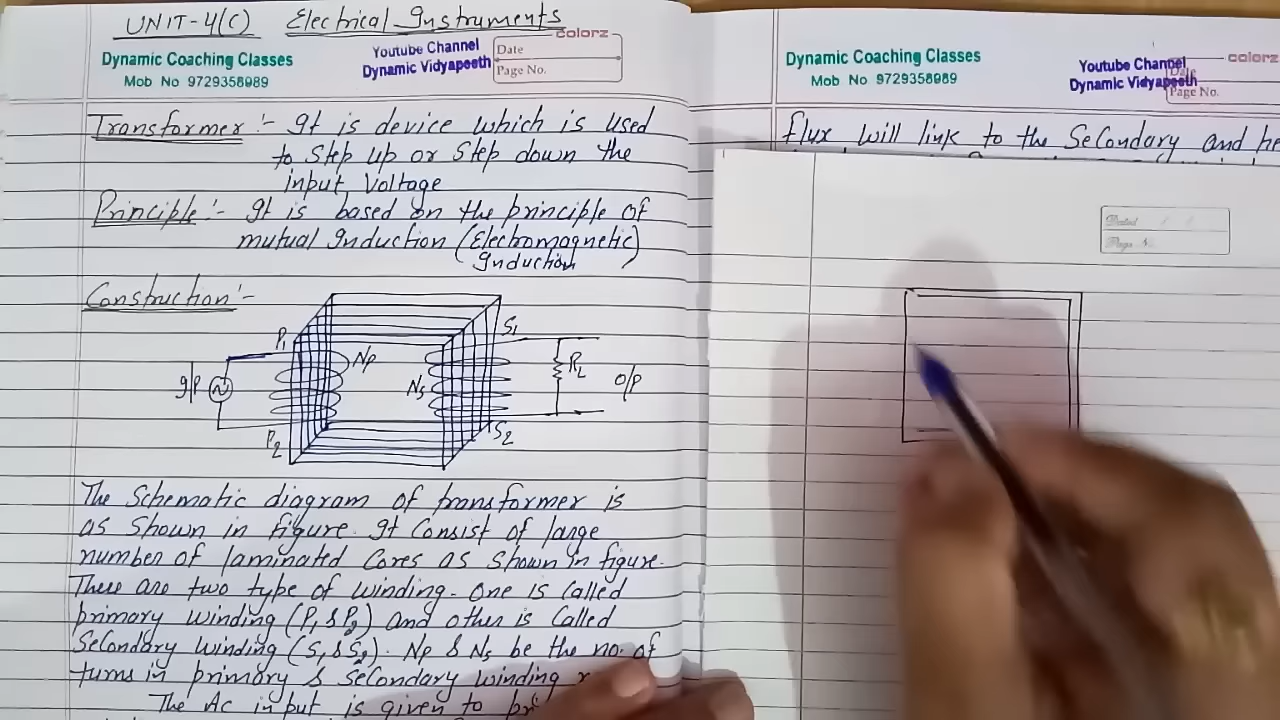 UNIT-4(C) Electrical Instruments
Dynamic Coaching Classes
Mob No 9729358989
Youtube Channel
Dynamic Vidyapeeth
colorz
Date
Page No.
Transformer :- It is device which is used
to step up or step down the
input voltage
Principle :- It is based on the principle of
mutual Induction (Electromagnetic)
Induction
Construction :-
P1
Np
S1
I/P
Ns
RL
O/P
P2
S2
The Schematic diagram of transformer is
as shown in figure. It consist of large
number of laminated cores as shown in figure.
There are two type of winding. One is called
primary winding (P1 & P2) and other is called
Secondary winding (S1 & S2). Np & Ns be the no. of
turns in primary & secondary winding
The AC input is given to
Dynamic Coaching Classes
Mob No 9729358989
Youtube Channel
Dynamic Vidyapeeth
colorz
Date
Page No.
flux will link to the Secondary and he